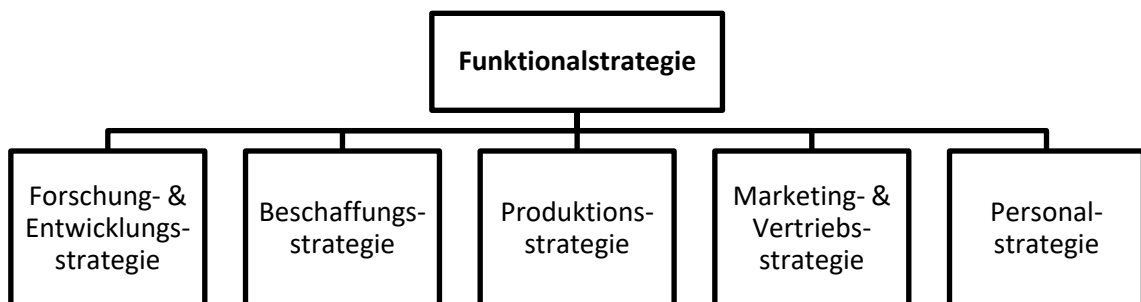 Funktionalstrategie
Forschung- &
Entwicklungs-
strategie
Beschaffungs-
strategie
Produktions-
strategie
Marketing- &
Vertriebs-
strategie
Personal-
strategie